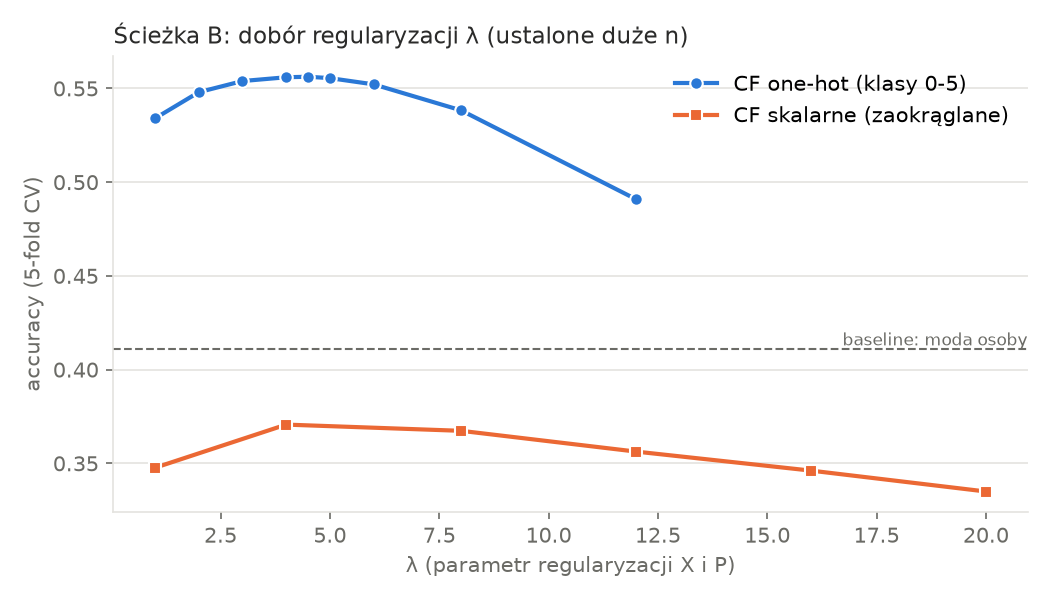 Ścieżka B: dobór regularyzacji λ (ustalone duże n)
CF one-hot (klasy 0-5)
CF skalarne (zaokrąglane)
accuracy (5-fold CV)
0.55
0.50
0.45
0.40
0.35
baseline: moda osoby
2.5 5.0 7.5 10.0 12.5 15.0 17.5 20.0
λ (parametr regularyzacji X i P)